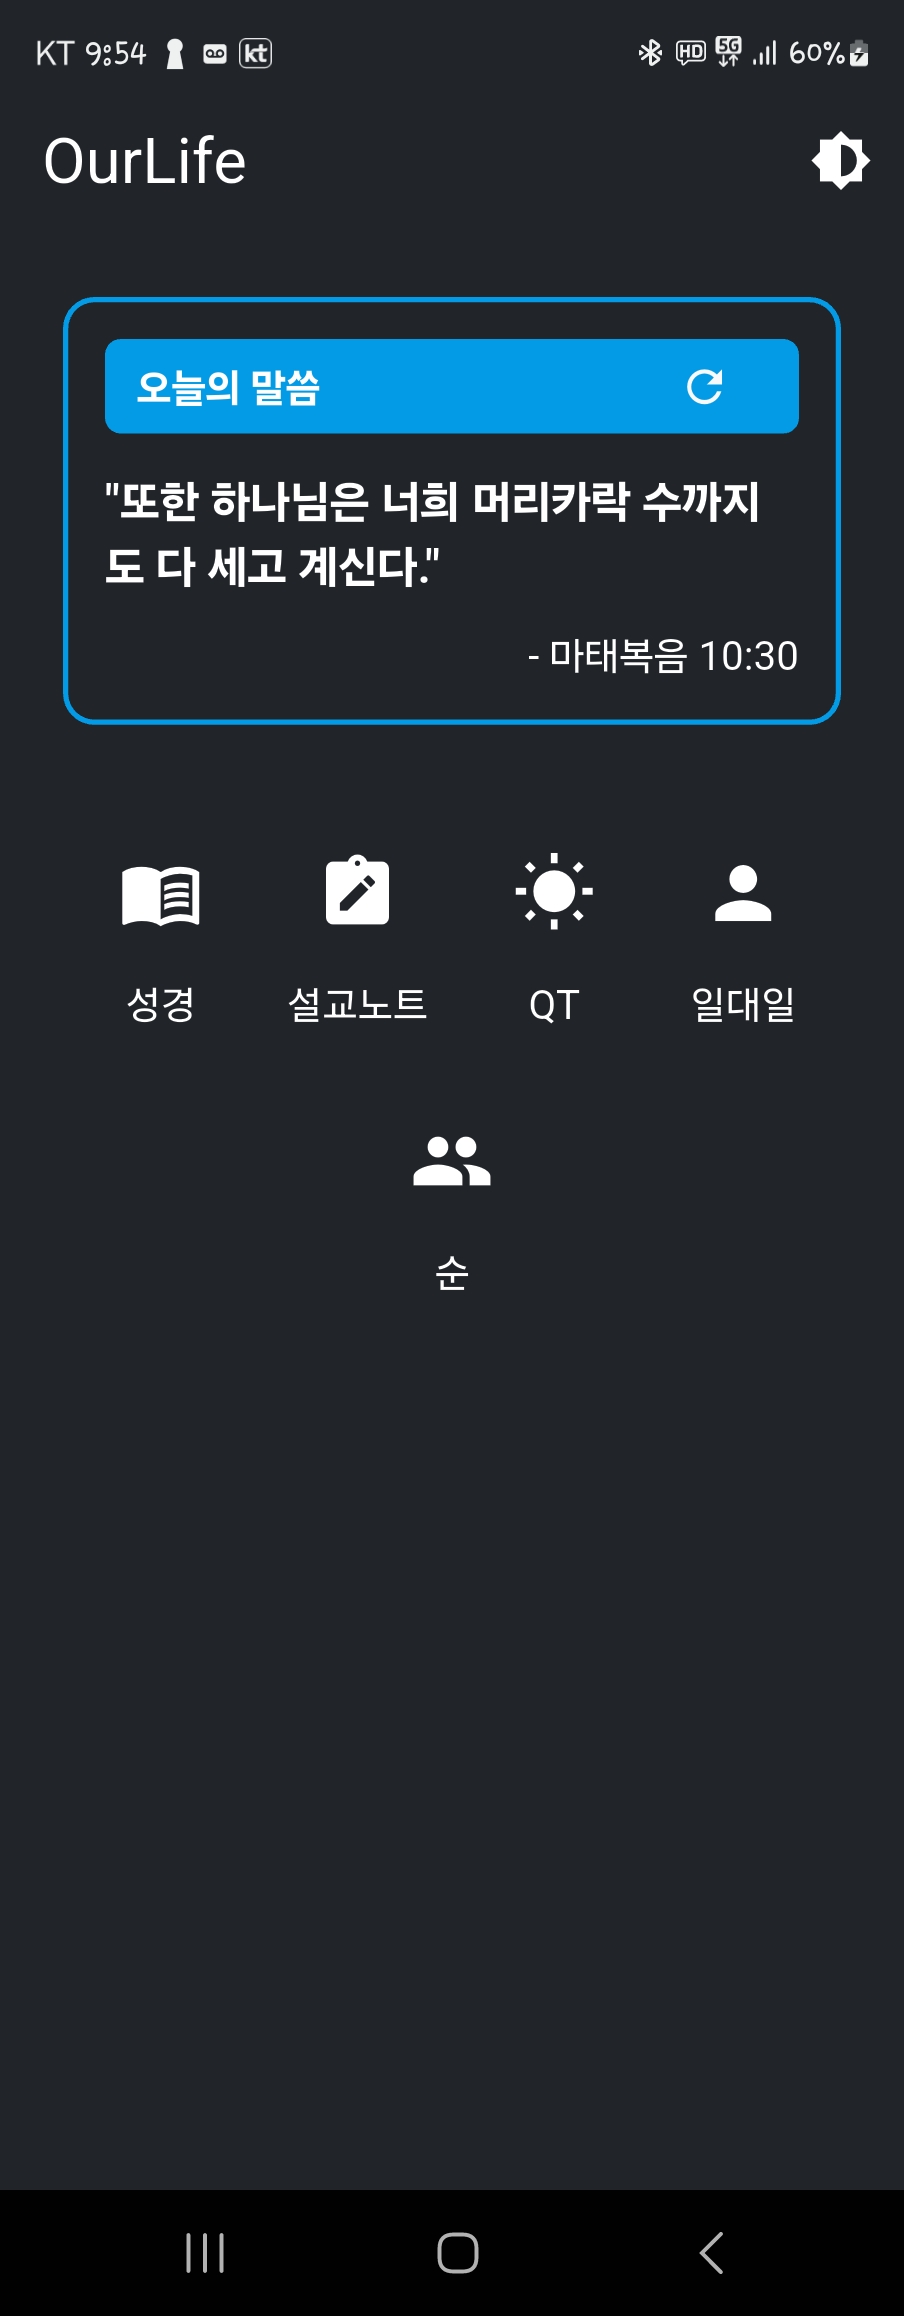 KT 9:54 kt HD 5G 60%
OurLife
오늘의 말씀
"또한 하나님은 너희 머리카락 수까지
도 다 세고 계신다."
- 마태복음 10:30
성경 설교노트 QT 일대일
순